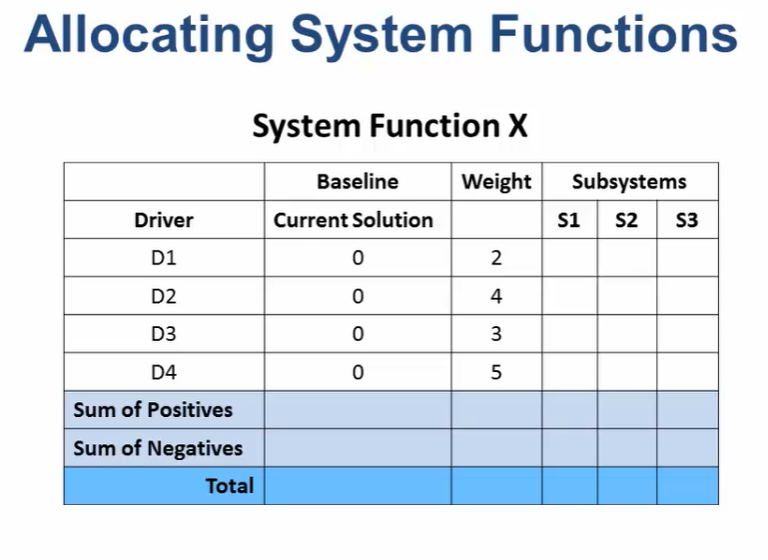 Allocating System Functions
System Function X
Baseline Weight Subsystems
Driver Current Solution S1 S2 S3
D1 0 2
D2 0 4
D3 0 3
D4 0 5
Sum of Positives
Sum of Negatives
Total